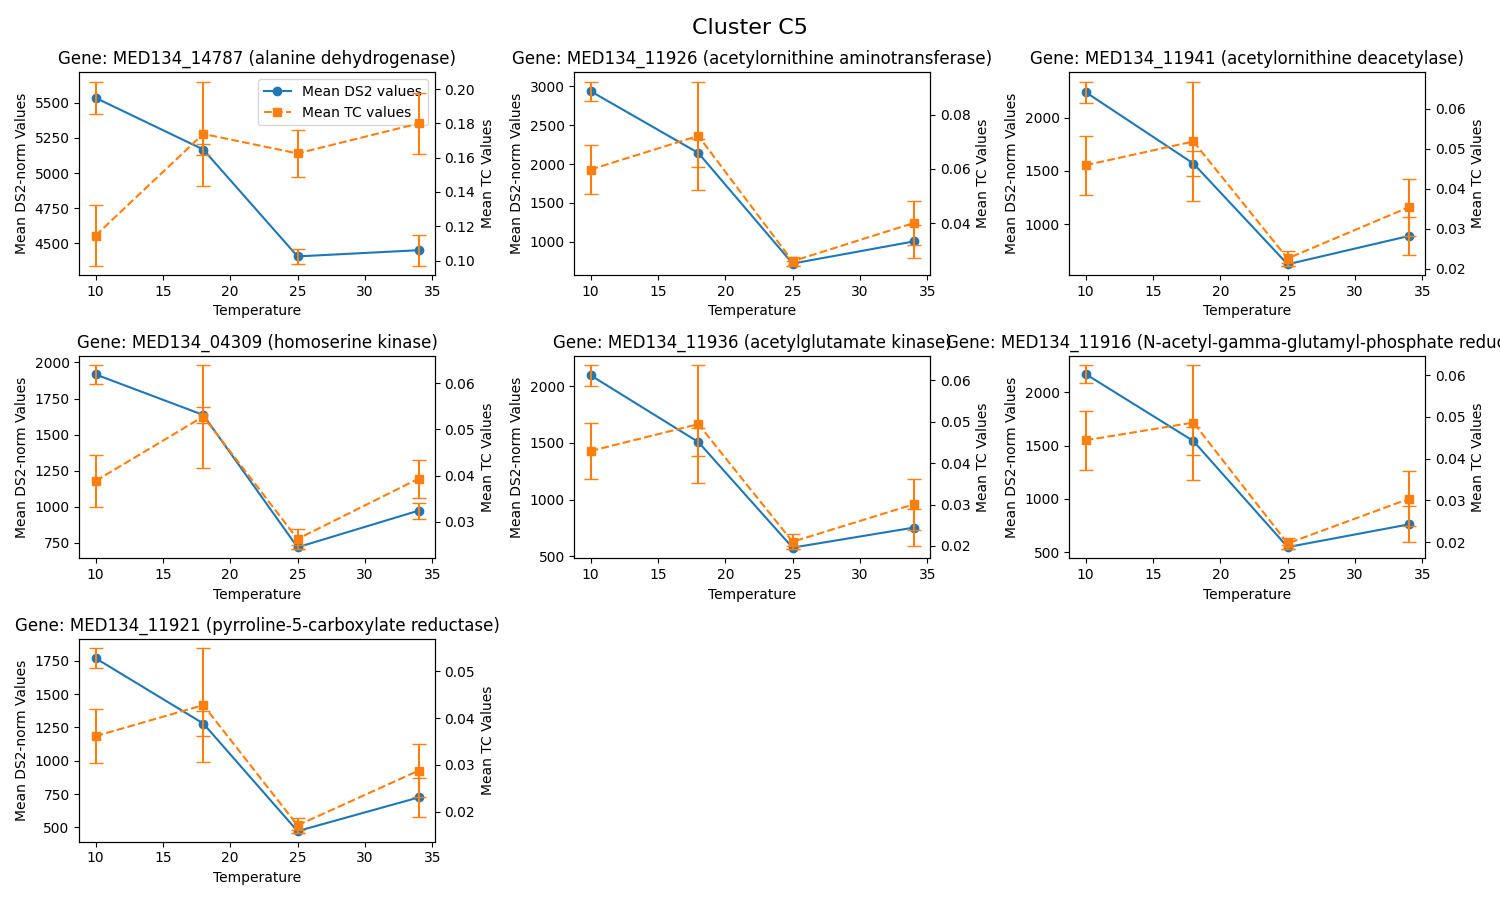 Cluster C5
Gene: MED134_14787 (alanine dehydrogenase)
Mean DS2-norm Values
5500
5250
5000
4750
4500
Mean DS2 values
Mean TC values
0.20
0.18
0.16
0.14
0.12
0.10
Mean TC Values
10 15 20 25 30 35
Temperature
Gene: MED134_11926 (acetylornithine aminotransferase)
Mean DS2-norm Values
3000
2500
2000
1500
1000
0.08
0.06
0.04
Mean TC Values
10 15 20 25 30 35
Temperature
Gene: MED134_11941 (acetylornithine deacetylase)
Mean DS2-norm Values
2000
1500
1000
0.06
0.05
0.04
0.03
0.02
Mean TC Values
10 15 20 25 30 35
Temperature
Gene: MED134_04309 (homoserine kinase)
Mean DS2-norm Values
2000
1750
1500
1250
1000
750
0.06
0.05
0.04
0.03
Mean TC Values
10 15 20 25 30 35
Temperature
Gene: MED134_11936 (acetylglutamate kinase)
Mean DS2-norm Values
2000
1500
1000
500
0.06
0.05
0.04
0.03
0.02
Mean TC Values
10 15 20 25 30 35
Temperature
Gene: MED134_11916 (N-acetyl-gamma-glutamyl-phosphate reduc
Mean DS2-norm Values
2000
1500
1000
500
0.06
0.05
0.04
0.03
0.02
Mean TC Values
10 15 20 25 30 35
Temperature
Gene: MED134_11921 (pyrroline-5-carboxylate reductase)
Mean DS2-norm Values
1750
1500
1250
1000
750
500
0.05
0.04
0.03
0.02
Mean TC Values
10 15 20 25 30 35
Temperature